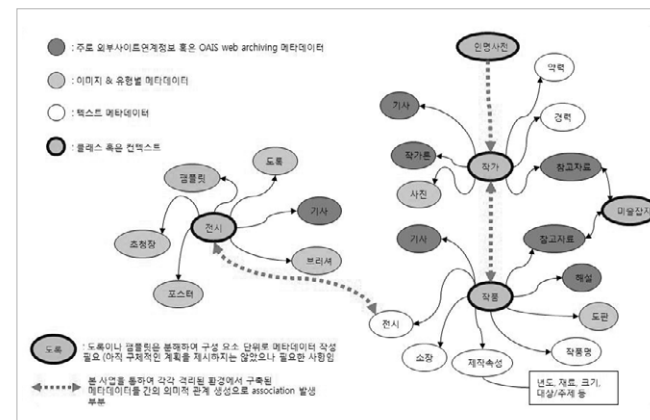 : 주로 외부사이트연계정보 혹은 OAIS web archiving 메타데이터
: 이미지 & 유형별 메타데이터
: 텍스트 메타데이터
: 클래스 혹은 컨텍스트
인명사전
약력
기사
경력
작가론
작가
참고자료
사진
미술잡지
팸플릿
도록
전시
기사
초청장
브리셔
포스터
기사
참고자료
작품
해설
도판
전시
작품명
소장
제작속성
년도, 재료, 크기,
대상/주제 등
도록
: 도록이나 팸플릿은 분해하여 구성 요소 단위로 메타데이터 작성
필요 (아직 구체적인 계획을 제시하지는 않았으나 필요한 사항임
: 본 사업을 통하여 각각 격리된 환경에서 구축된
메타데이터들 간의 의미적 관계 생성으로 association 발생
부분